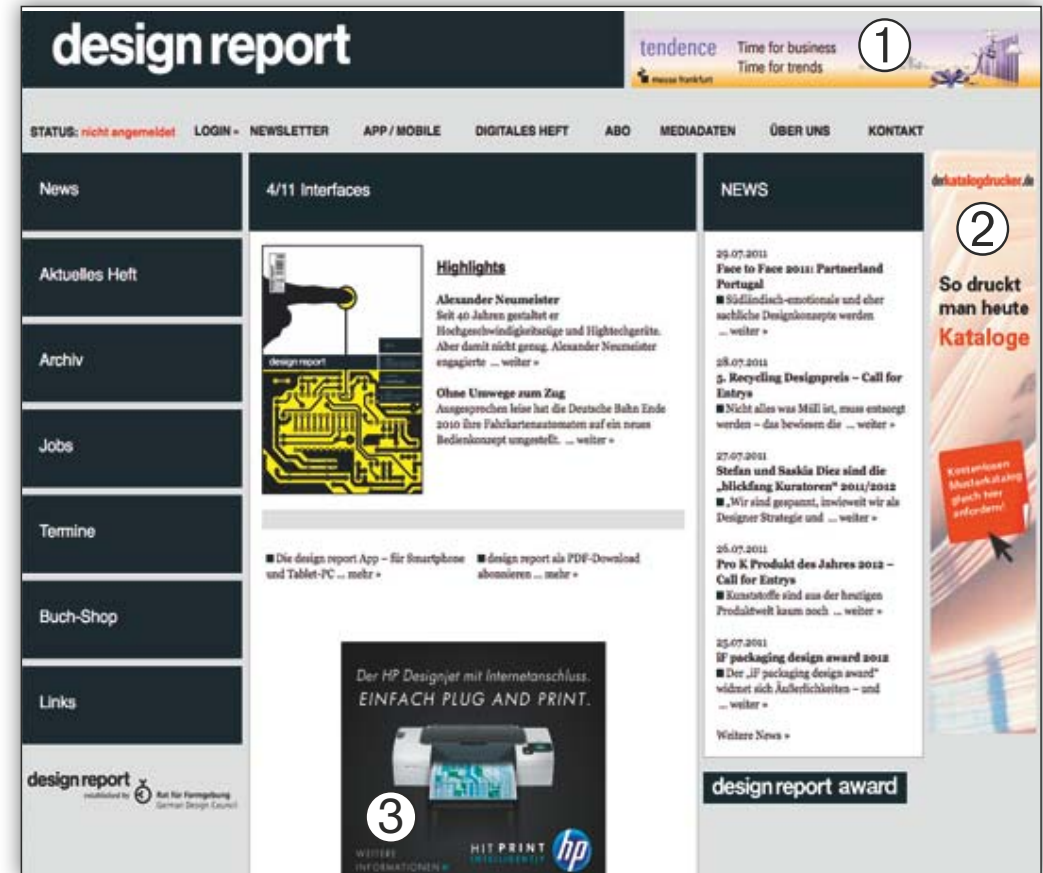 design report
tendence
Time for business
Time for trends
messe frankfurt
①
STATUS: nicht angemeldet LOGIN» NEWSLETTER APP / MOBILE DIGITALES HEFT ABO MEDIADATEN ÜBER UNS KONTAKT
News
Aktuelles Heft
Archiv
Jobs
Termine
Buch-Shop
Links
design report
established by
Rat für Formgebung
German Design Council
4/11 Interfaces
design report
Highlights
Alexander Neumeister
Seit 40 Jahren gestaltet er
Hochgeschwindigkeitszüge und Hightechgeräte.
Aber damit nicht genug. Alexander Neumeister
engagierte ... weiter »
Ohne Umwege zum Zug
Ausgesprochen leise hat die Deutsche Bahn Ende
2010 ihre Fahrkartenautomaten auf ein neues
Bedienkonzept umgestellt. ... weiter »
Die design report App – für Smartphone
und Tablet-PC ... mehr »
design report als PDF-Download
abonnieren ... mehr »
Der HP Designjet mit Internetanschluss.
EINFACH PLUG AND PRINT.
③
WEITERE
INFORMATIONEN »
HIT PRINT
INTELLIGENTLY
hp
NEWS
29.07.2011
Face to Face 2011: Partnerland
Portugal
Südländisch-emotionale und eher
sachliche Designkonzepte werden
... weiter »
28.07.2011
5. Recycling Designpreis – Call for
Entrys
Nicht alles was Müll ist, muss entsorgt
werden – das bewiesen die ... weiter »
27.07.2011
Stefan und Saskia Diez sind die
„blickfang Kuratoren“ 2011/2012
„Wir sind gespannt, inwieweit wir als
Designer Strategie und ... weiter »
26.07.2011
Pro K Produkt des Jahres 2012 –
Call for Entrys
Kunststoffe sind aus der heutigen
Produktwelt kaum noch ... weiter »
25.07.2011
iF packaging design award 2012
Der „iF packaging design award“
widmet sich Äußerlichkeiten – und
... weiter »
Weitere News »
design report award
derkatalogdrucker.de
②
So druckt
man heute
Kataloge
Kostenlosen
Musterkatalog
gleich hier
anfordern!